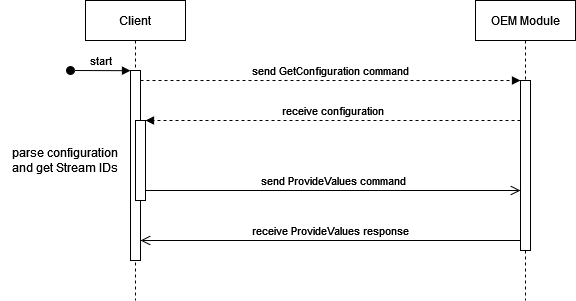 Client
OEM Module
start
send GetConfiguration command
receive configuration
parse configuration
and get Stream IDs
send ProvideValues command
receive ProvideValues response